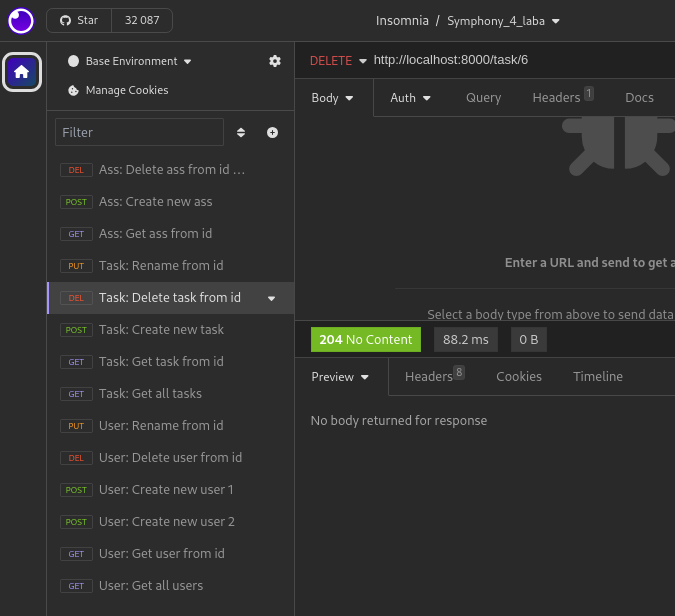 Star 32 087
Insomnia / Symphony_4_laba
Base Environment
Manage Cookies
Filter
DEL Ass: Delete ass from id ...
POST Ass: Create new ass
GET Ass: Get ass from id
PUT Task: Rename from id
DEL Task: Delete task from id
POST Task: Create new task
GET Task: Get task from id
GET Task: Get all tasks
PUT User: Rename from id
DEL User: Delete user from id
POST User: Create new user 1
POST User: Create new user 2
GET User: Get user from id
GET User: Get all users
DELETE http://localhost:8000/task/6
Body Auth Query Headers 1 Docs
Enter a URL and send to get a
Select a body type from above to send data
204 No Content 88.2 ms 0 B
Preview Headers 8 Cookies Timeline
No body returned for response